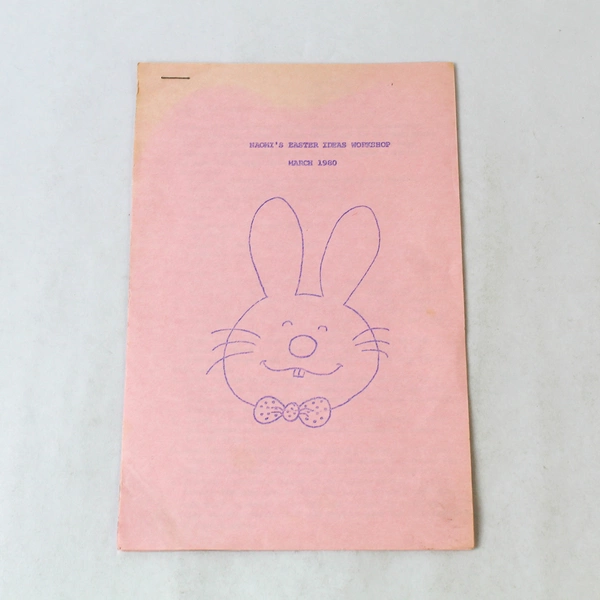 NAOMI'S EASTER IDEAS WORKSHOP
MARCH 1980